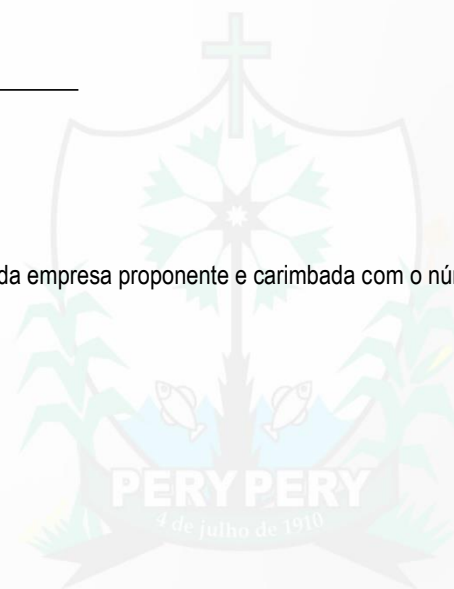 da empresa proponente e carimbada com o nú
PERY PERY
4 de julho de 1910